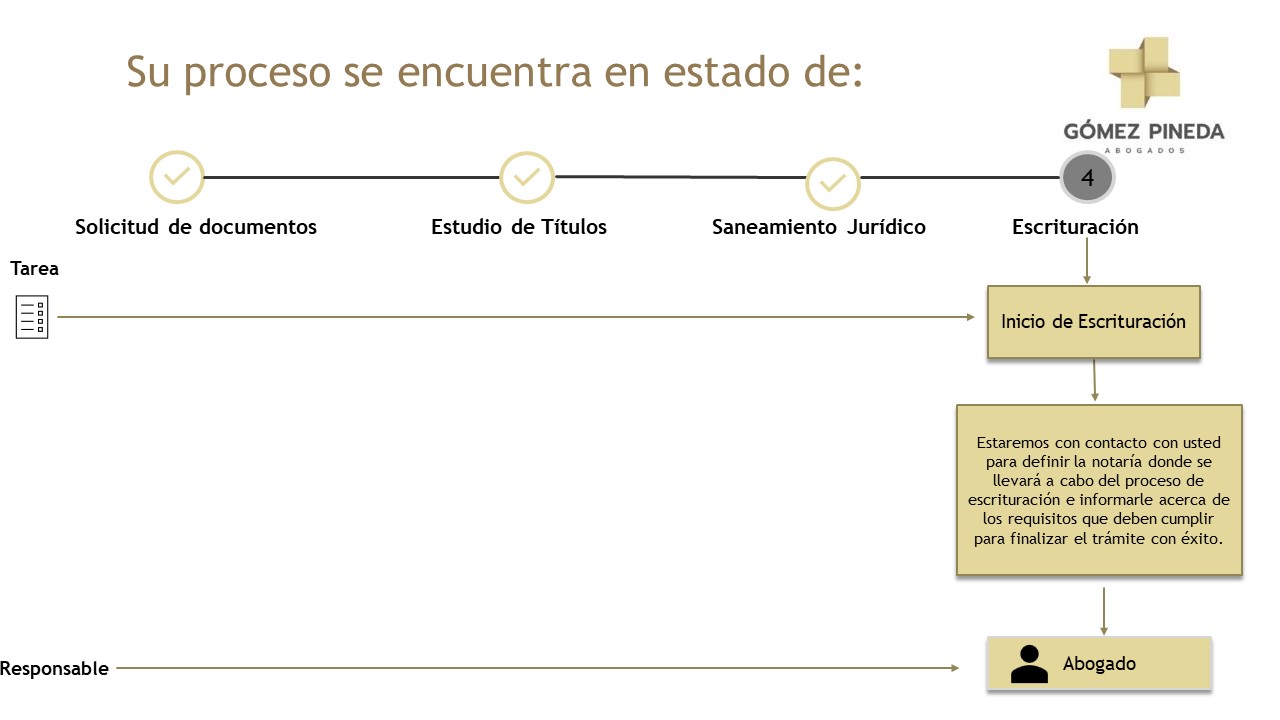 Su proceso se encuentra en estado de:
GÓMEZ PINEDA
ABOGADOS
4
Solicitud de documentos
Estudio de Títulos
Saneamiento Jurídico
Escrituración
Tarea
Inicio de Escrituración
Estaremos con contacto con usted
para definir la notaría donde se
llevará a cabo del proceso de
escrituración e informarle acerca de
los requisitos que deben cumplir
para finalizar el trámite con éxito.
Responsable
Abogado